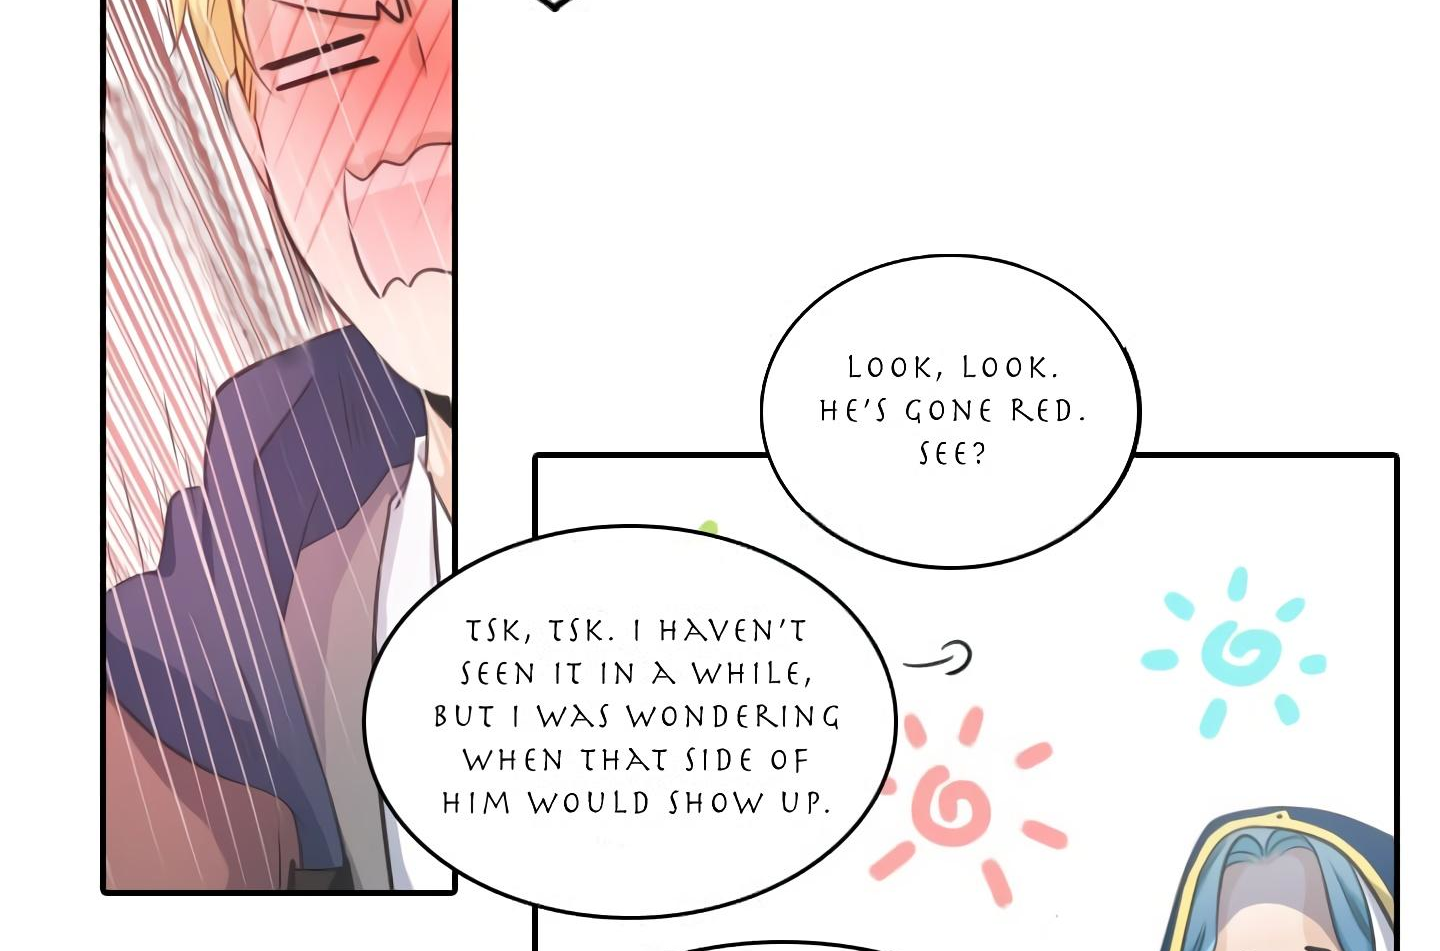 LOOK, LOOK.
HE'S GONE RED.
SEE?
TSK, TSK. I HAVEN'T
SEEN IT IN A WHILE,
BUT I WAS WONDERING
WHEN THAT SIDE OF
HIM WOULD SHOW UP.